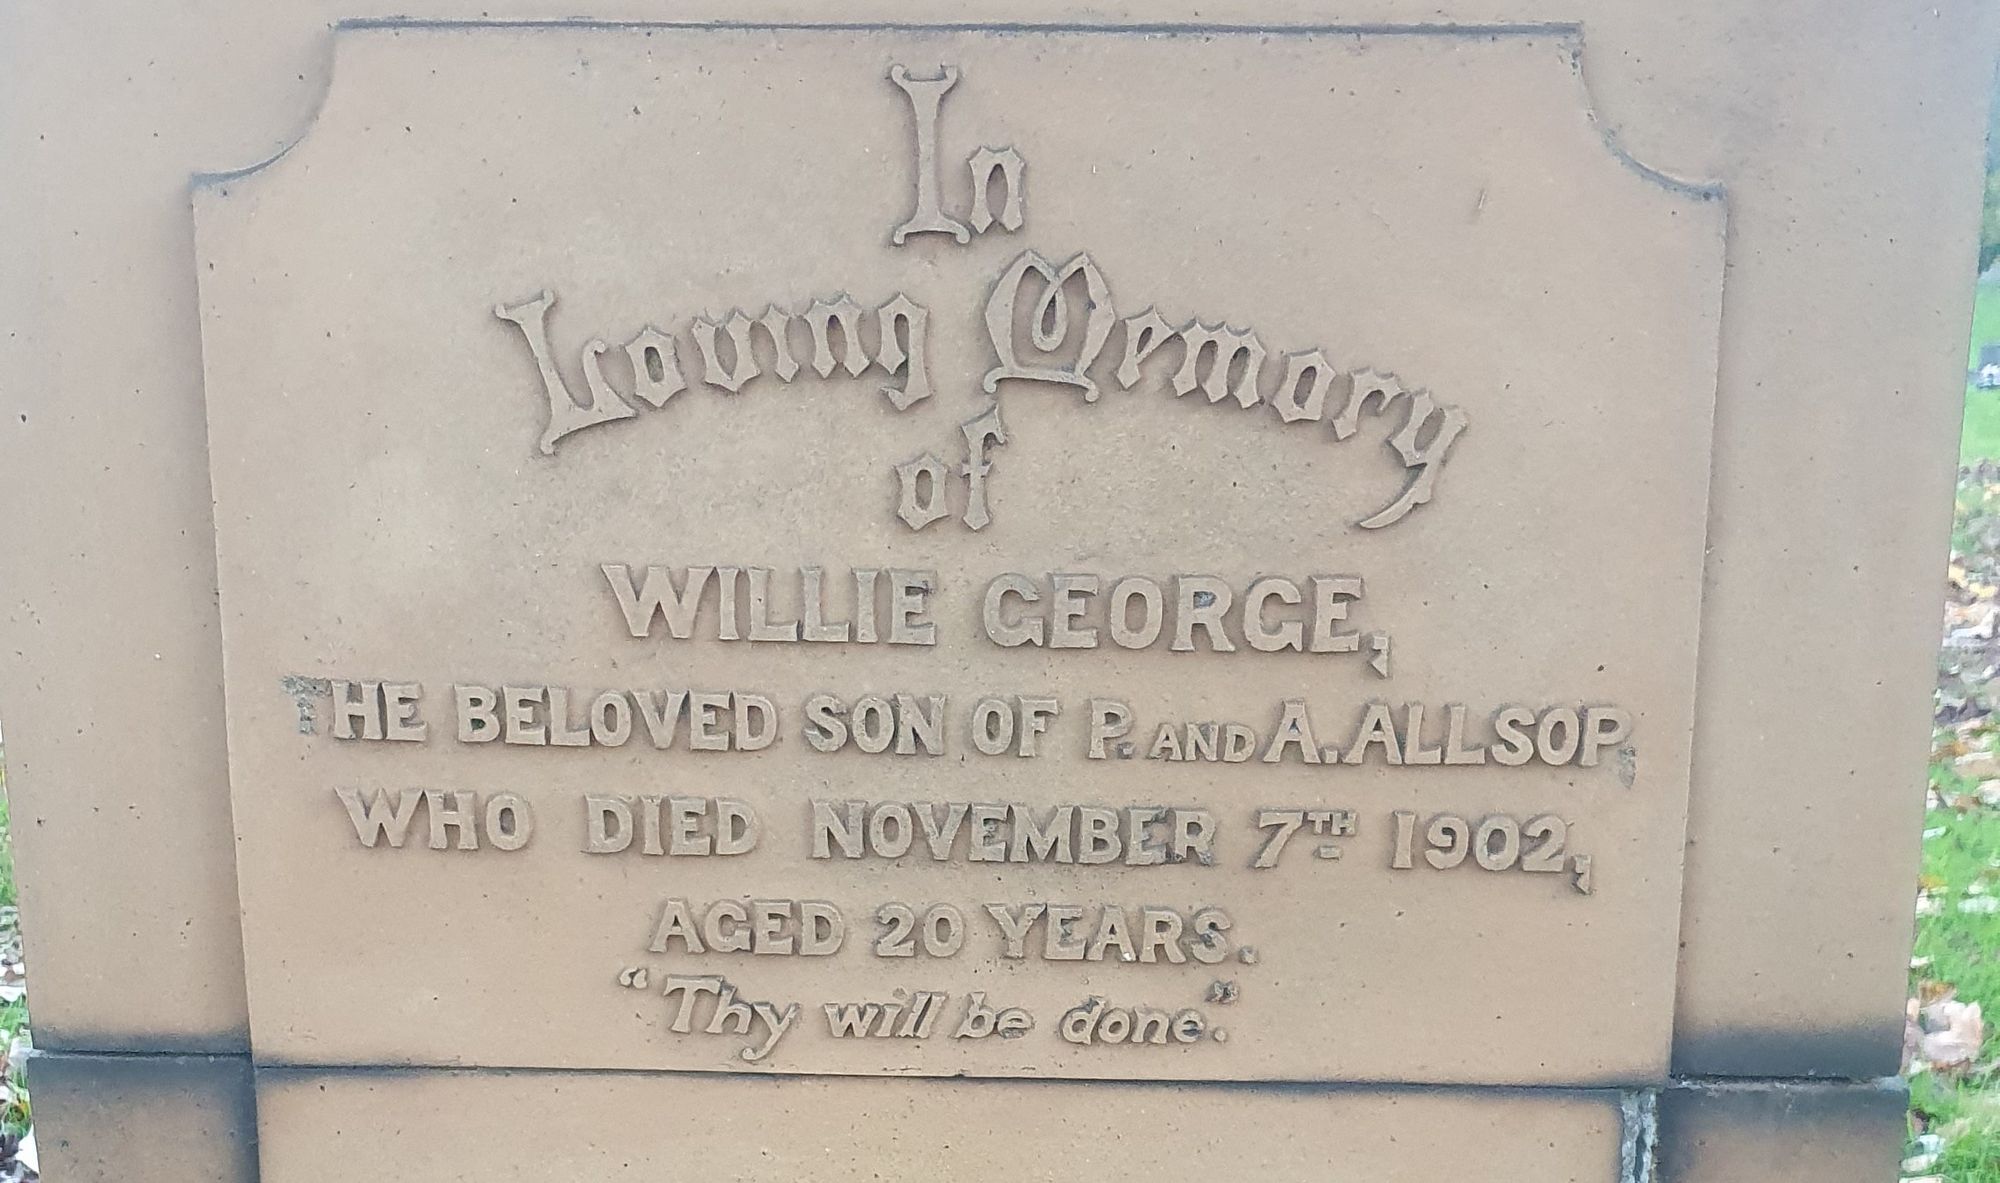 In
Loving Memory
of
WILLIE GEORGE,
THE BELOVED SON OF P. AND A. ALLSOP,
WHO DIED NOVEMBER 7TH 1902,
AGED 20 YEARS.
"Thy will be done."